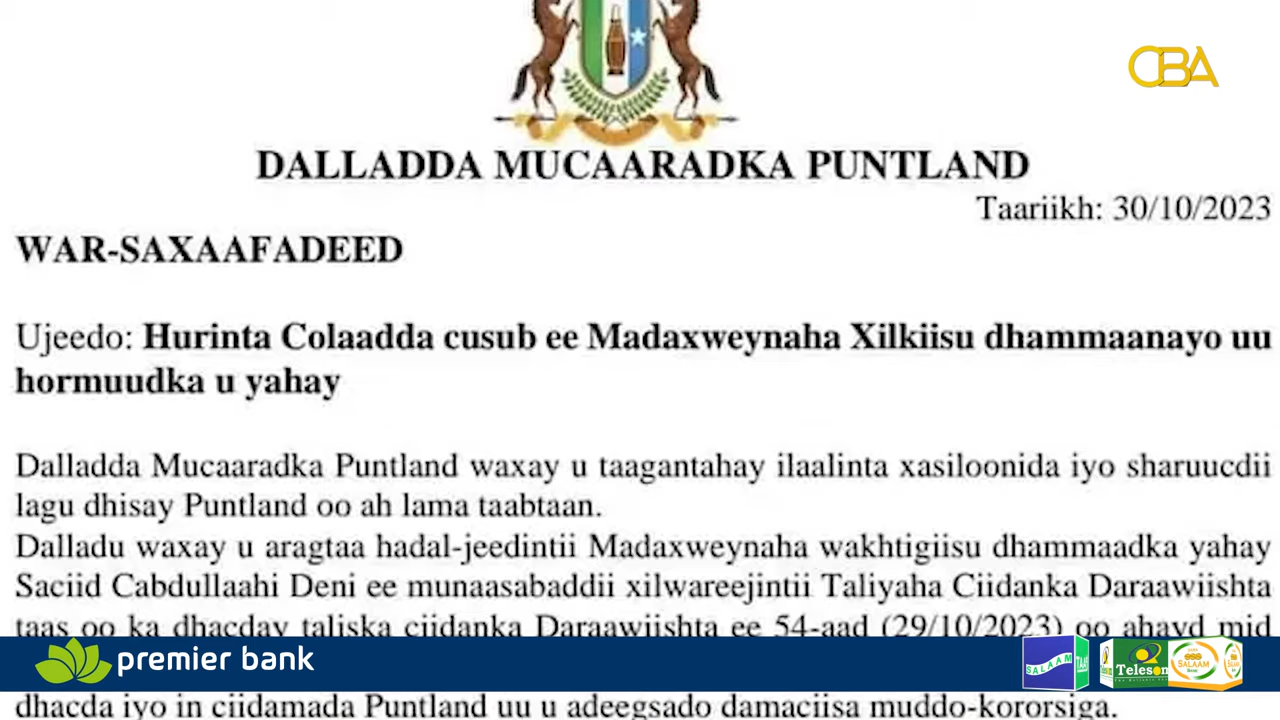 CBA
DALLADDA MUCAARADKA PUNTLAND
Taariikh: 30/10/2023
WAR-SAXAAFADEED
Ujeedo: Hurinta Colaadda cusub ee Madaxweynaha Xilkiisu dhammaanayo uu
hormuudka u yahay
Dalladda Mucaaradka Puntland waxay u taagantahay ilaalinta xasiloonida iyo sharuucdii
lagu dhisay Puntland oo ah lama taabtaan.
Dalladu waxay u aragtaa hadal-jeedintii Madaxweynaha wakhtigiisu dhammaadka yahay
Saciid Cabdullaahi Deni ee munaasabaddii xilwareejintii Taliyaha Ciidanka Daraawiishta
taas oo ka dhacday taliska ciidanka Daraawiishta ee 54-aad (29/10/2023) oo ahayd mid
premier bank
SALAAM
TAAS
Teleson
SALAAM
dhacda iyo in ciidamada Puntland uu u adeegsado damaciisa muddo-kororsiga.